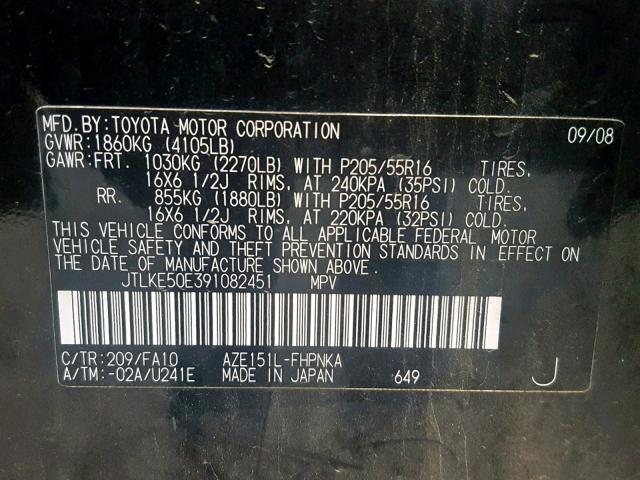 MFD.BY:TOYOTA MOTOR CORPORATION 09/08
GVWR:1860KG (4105LB)
GAWR:FRT. 1030KG (2270LB) WITH P205/55R16 TIRES,
16X6 1/2J RIMS, AT 240KPA (35PSI) COLD.
RR. 855KG (1880LB) WITH P205/55R16 TIRES,
16X6 1/2J RIMS, AT 220KPA (32PSI) COLD.
THIS VEHICLE CONFORMS TO ALL APPLICABLE FEDERAL MOTOR
VEHICLE SAFETY AND THEFT PREVENTION STANDARDS IN EFFECT ON
THE DATE OF MANUFACTURE SHOWN ABOVE.
JTLKE50E391082451 MPV
C/TR:209/FA10 AZE151L-FHPNKA
A/TM:-02A/U241E MADE IN JAPAN 649 J